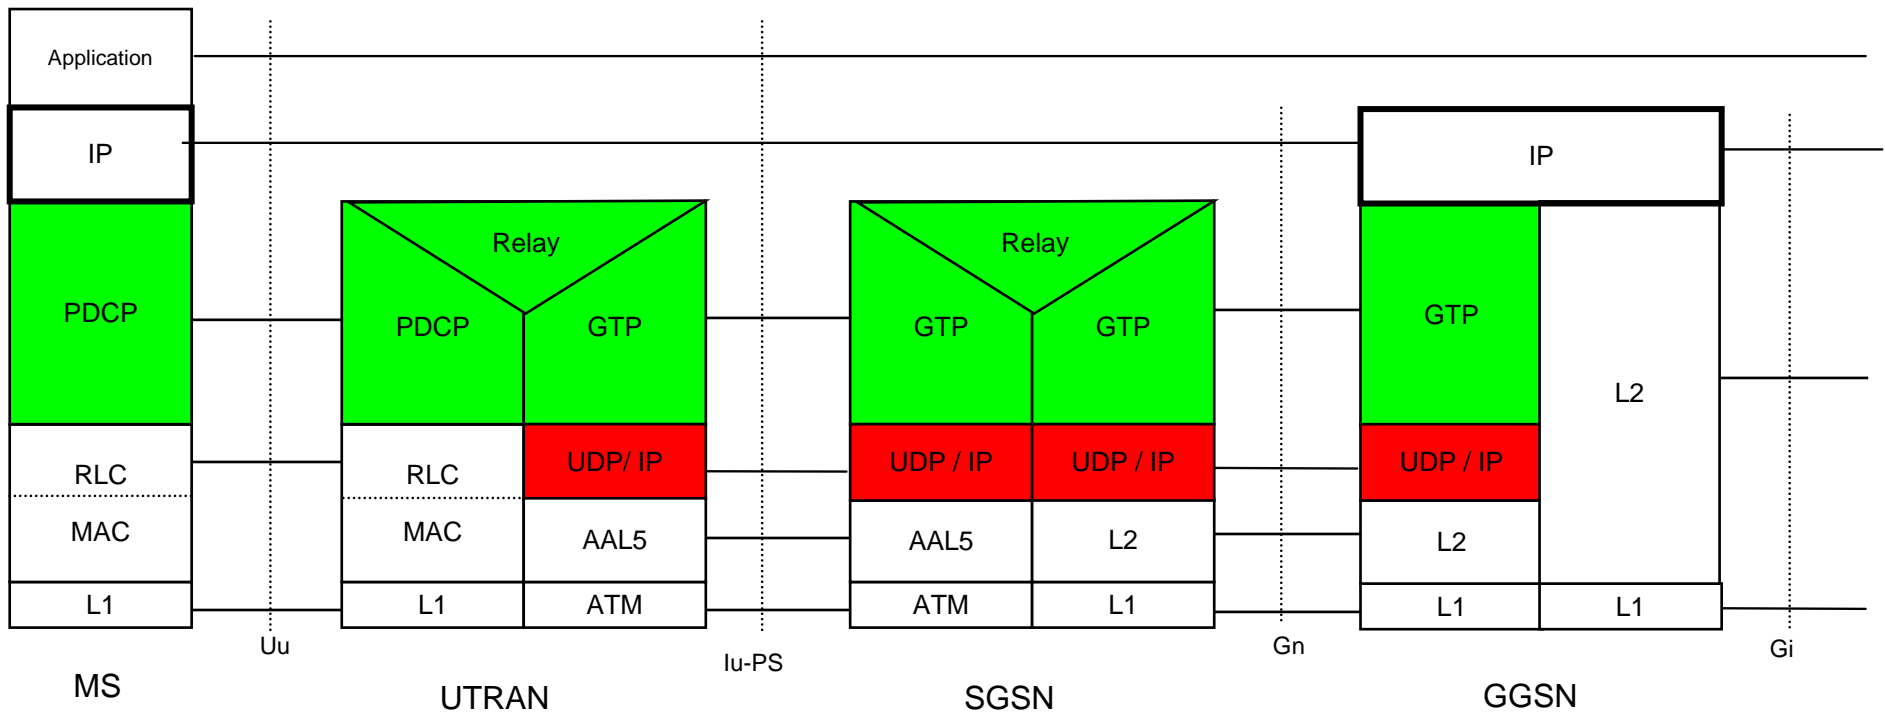 Application
IP
IP
Relay
Relay
PDCP
PDCP
GTP
GTP
GTP
GTP
L2
RLC
RLC
UDP/ IP
UDP / IP
UDP / IP
UDP / IP
MAC
MAC
AAL5
AAL5
L2
L2
L1
L1
ATM
ATM
L1
L1
L1
Uu
Iu-PS
Gn
Gi
MS
UTRAN
SGSN
GGSN